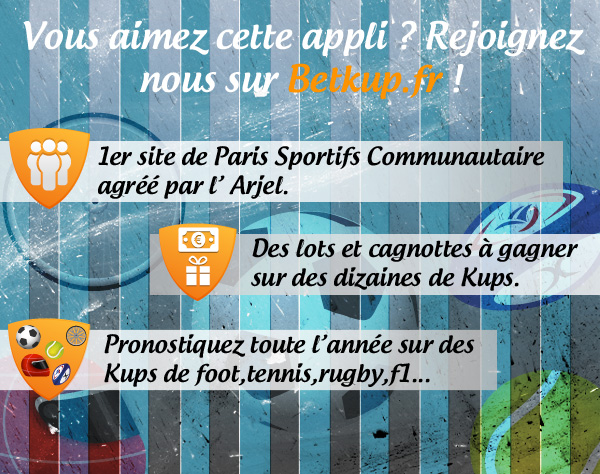 Vous aimez cette appli ? Rejoignez
nous sur Betkup.fr !
1er site de Paris Sportifs Communautaire
agréé par l' Arjel.
Des lots et cagnottes à gagner
sur des dizaines de Kups.
Pronostiquez toute l'année sur des
Kups de foot,tennis,rugby,f1...